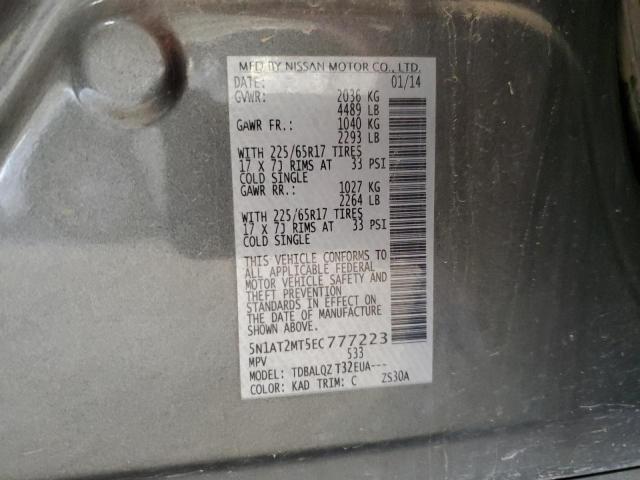 MFD BY NISSAN MOTOR CO., LTD.
DATE: 01/14
GVWR: 2036 KG
4489 LB
GAWR FR.: 1040 KG
2293 LB
WITH 225/65R17 TIRES
17 X 7J RIMS AT 33 PSI
COLD SINGLE
GAWR RR.: 1027 KG
2264 LB
WITH 225/65R17 TIRES
17 X 7J RIMS AT 33 PSI
COLD SINGLE
THIS VEHICLE CONFORMS TO
ALL APPLICABLE FEDERAL
MOTOR VEHICLE SAFETY AND
THEFT PREVENTION
STANDARDS IN EFFECT ON
THE DATE OF MANUFACTURE
SHOWN ABOVE.
5N1AT2MT5EC777223
MPV 533
MODEL: TDBALQZ T32EUA---
COLOR: KAD TRIM: C ZS30A